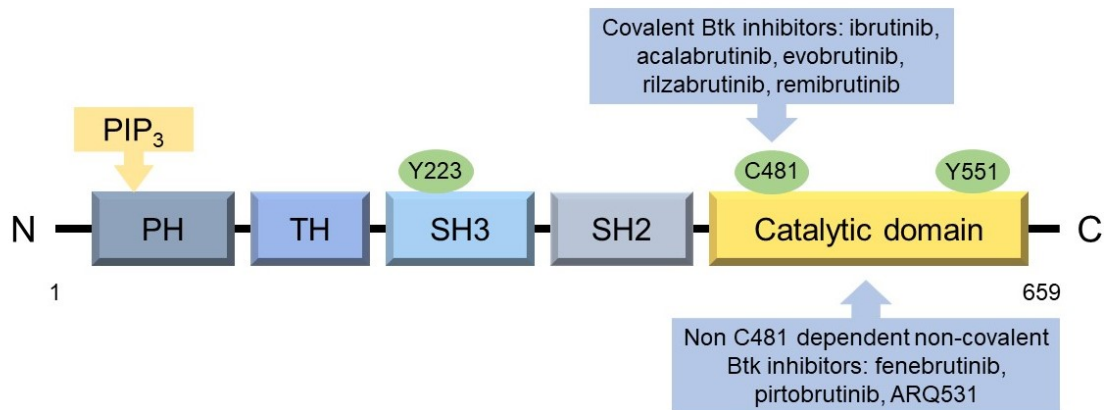 Covalent Btk inhibitors: ibrutinib,
acalabrutinib, evobrutinib,
rilzabrutinib, remibrutinib
PIP₃
Y223
C481
Y551
N
PH
TH
SH3
SH2
Catalytic domain
C
1
659
Non C481 dependent non-covalent
Btk inhibitors: fenebrutinib,
pirtobrutinib, ARQ531